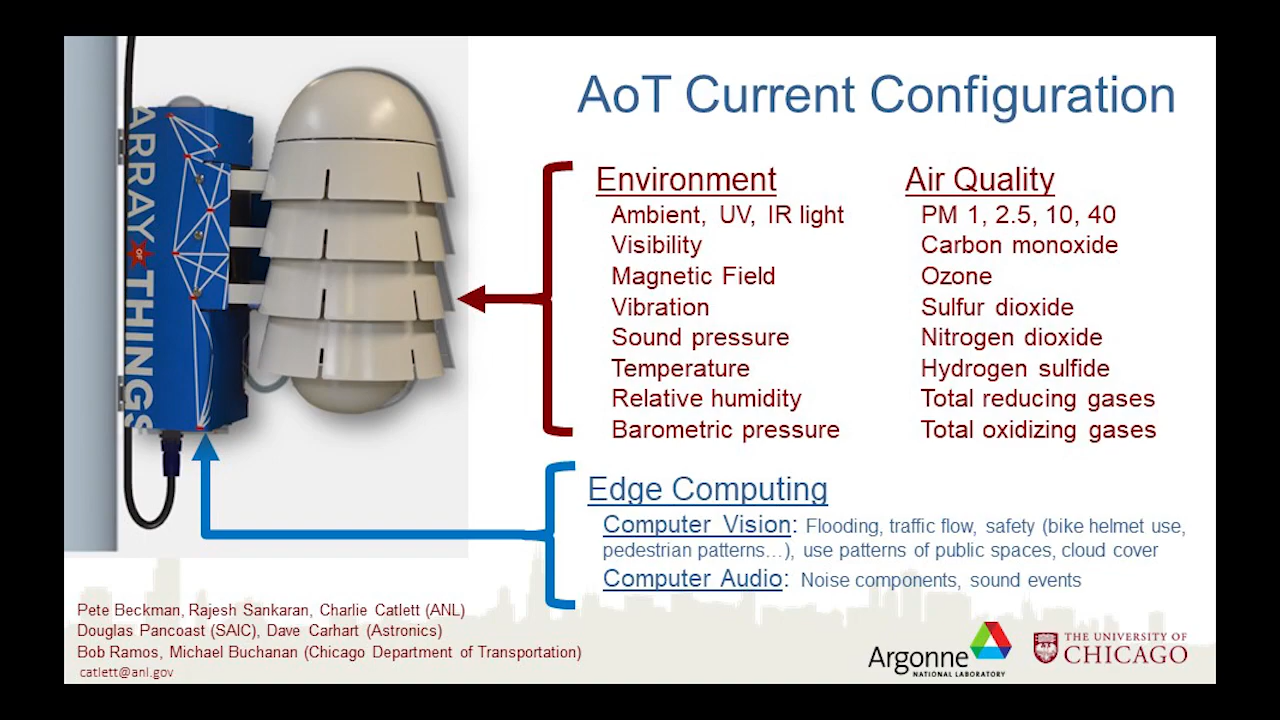 AoT Current Configuration
ARRAY OF THINGS
Environment
Ambient, UV, IR light
Visibility
Magnetic Field
Vibration
Sound pressure
Temperature
Relative humidity
Barometric pressure
Air Quality
PM 1, 2.5, 10, 40
Carbon monoxide
Ozone
Sulfur dioxide
Nitrogen dioxide
Hydrogen sulfide
Total reducing gases
Total oxidizing gases
Edge Computing
Computer Vision: Flooding, traffic flow, safety (bike helmet use,
pedestrian patterns…), use patterns of public spaces, cloud cover
Computer Audio: Noise components, sound events
Pete Beckman, Rajesh Sankaran, Charlie Catlett (ANL)
Douglas Pancoast (SAIC), Dave Carhart (Astronics)
Bob Ramos, Michael Buchanan (Chicago Department of Transportation)
catlett@anl.gov
Argonne
NATIONAL LABORATORY
THE UNIVERSITY OF
CHICAGO